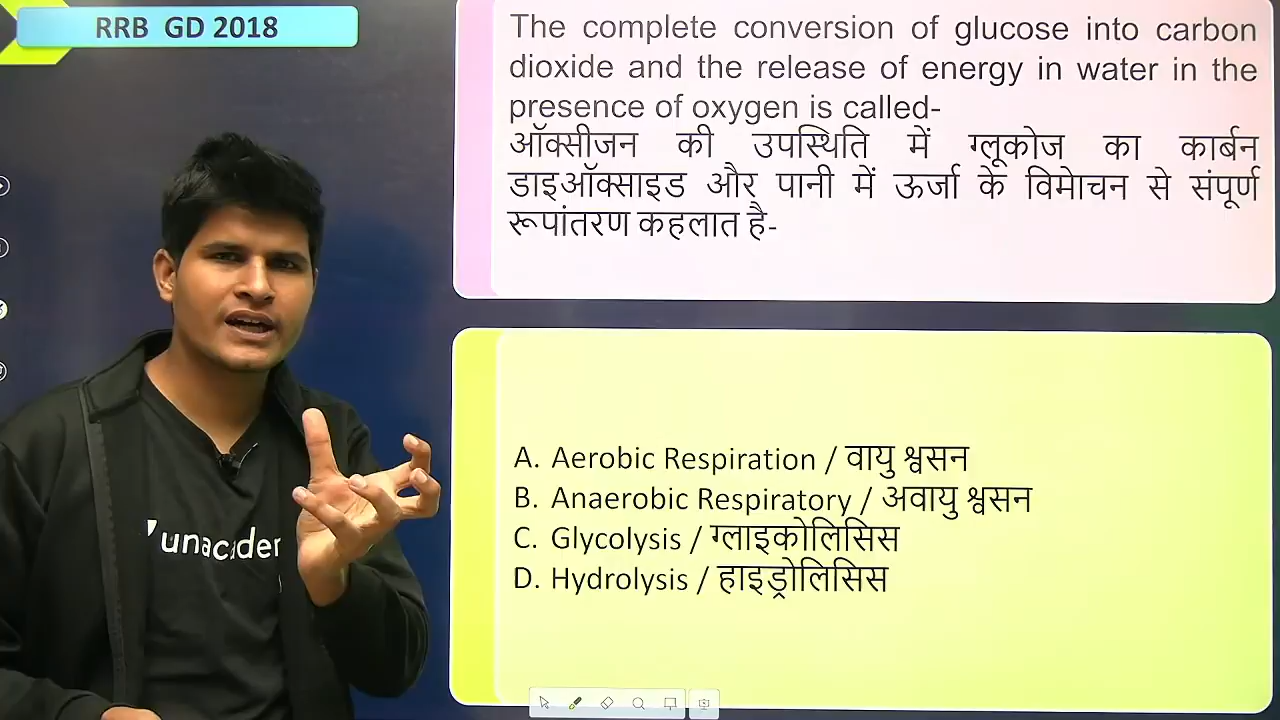 RRB GD 2018
The complete conversion of glucose into carbon
dioxide and the release of energy in water in the
presence of oxygen is called-
ऑक्सीजन की उपस्थिति में ग्लूकोज का कार्बन
डाइऑक्साइड और पानी में ऊर्जा के विमेाचन से संपूर्ण
रूपांतरण कहलात है-
A. Aerobic Respiration / वायु श्वसन
B. Anaerobic Respiratory / अवायु श्वसन
C. Glycolysis / ग्लाइकोलिसिस
D. Hydrolysis / हाइड्रोलिसिस